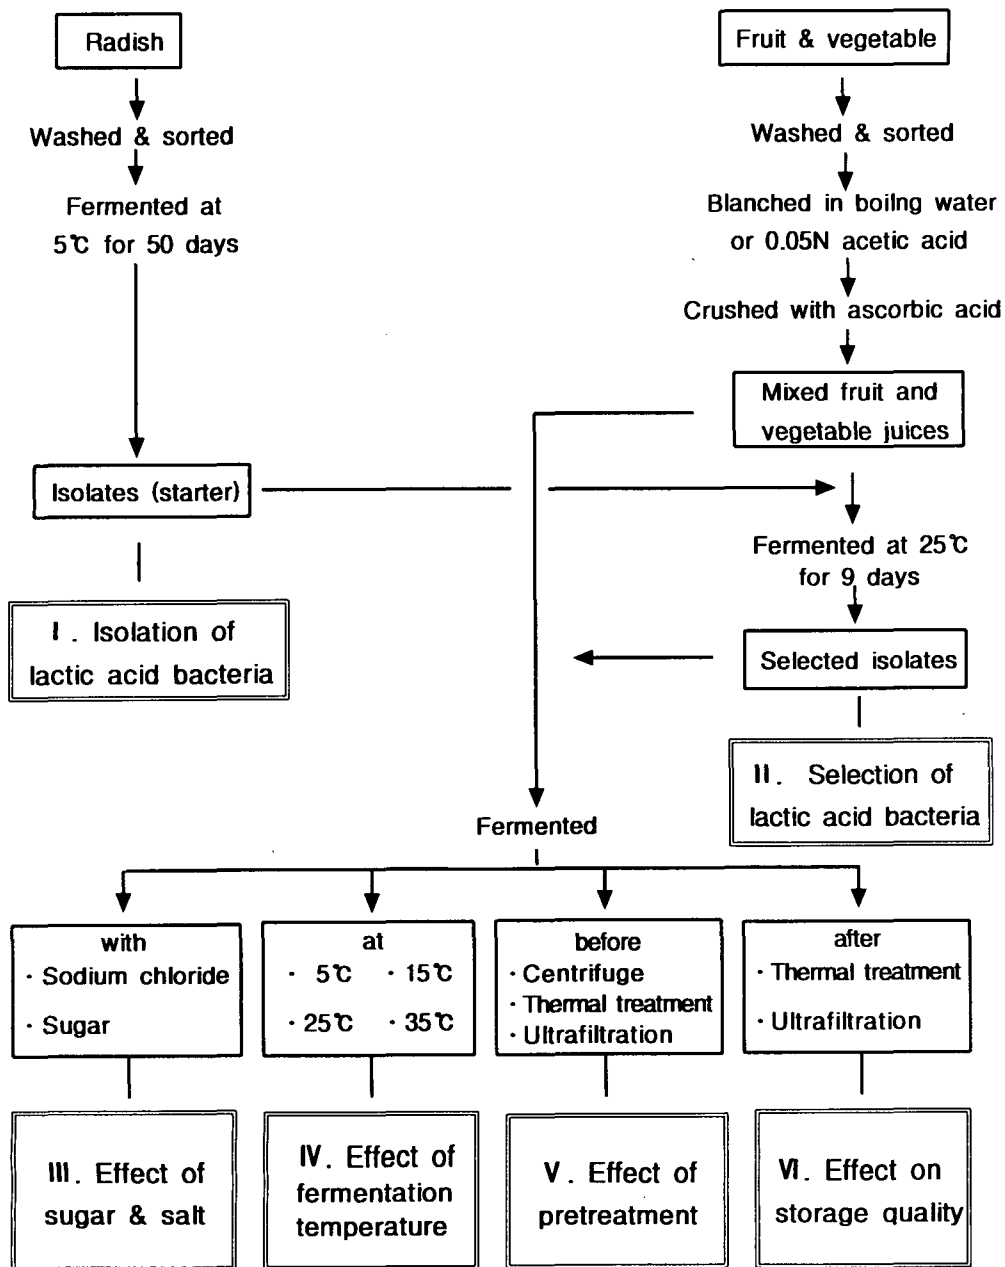 Radish
Washed & sorted
Fermented at
5℃ for 50 days
Isolates (starter)
I. Isolation of
lactic acid bacteria
Fruit & vegetable
Washed & sorted
Blanched in boilng water
or 0.05N acetic acid
Crushed with ascorbic acid
Mixed fruit and
vegetable juices
Fermented at 25℃
for 9 days
Selected isolates
II. Selection of
lactic acid bacteria
Fermented
with
· Sodium chloride
· Sugar
at
· 5℃ · 15℃
· 25℃ · 35℃
before
· Centrifuge
· Thermal treatment
· Ultrafiltration
after
· Thermal treatment
· Ultrafiltration
III. Effect of
sugar & salt
IV. Effect of
fermentation
temperature
V. Effect of
pretreatment
VI. Effect on
storage quality